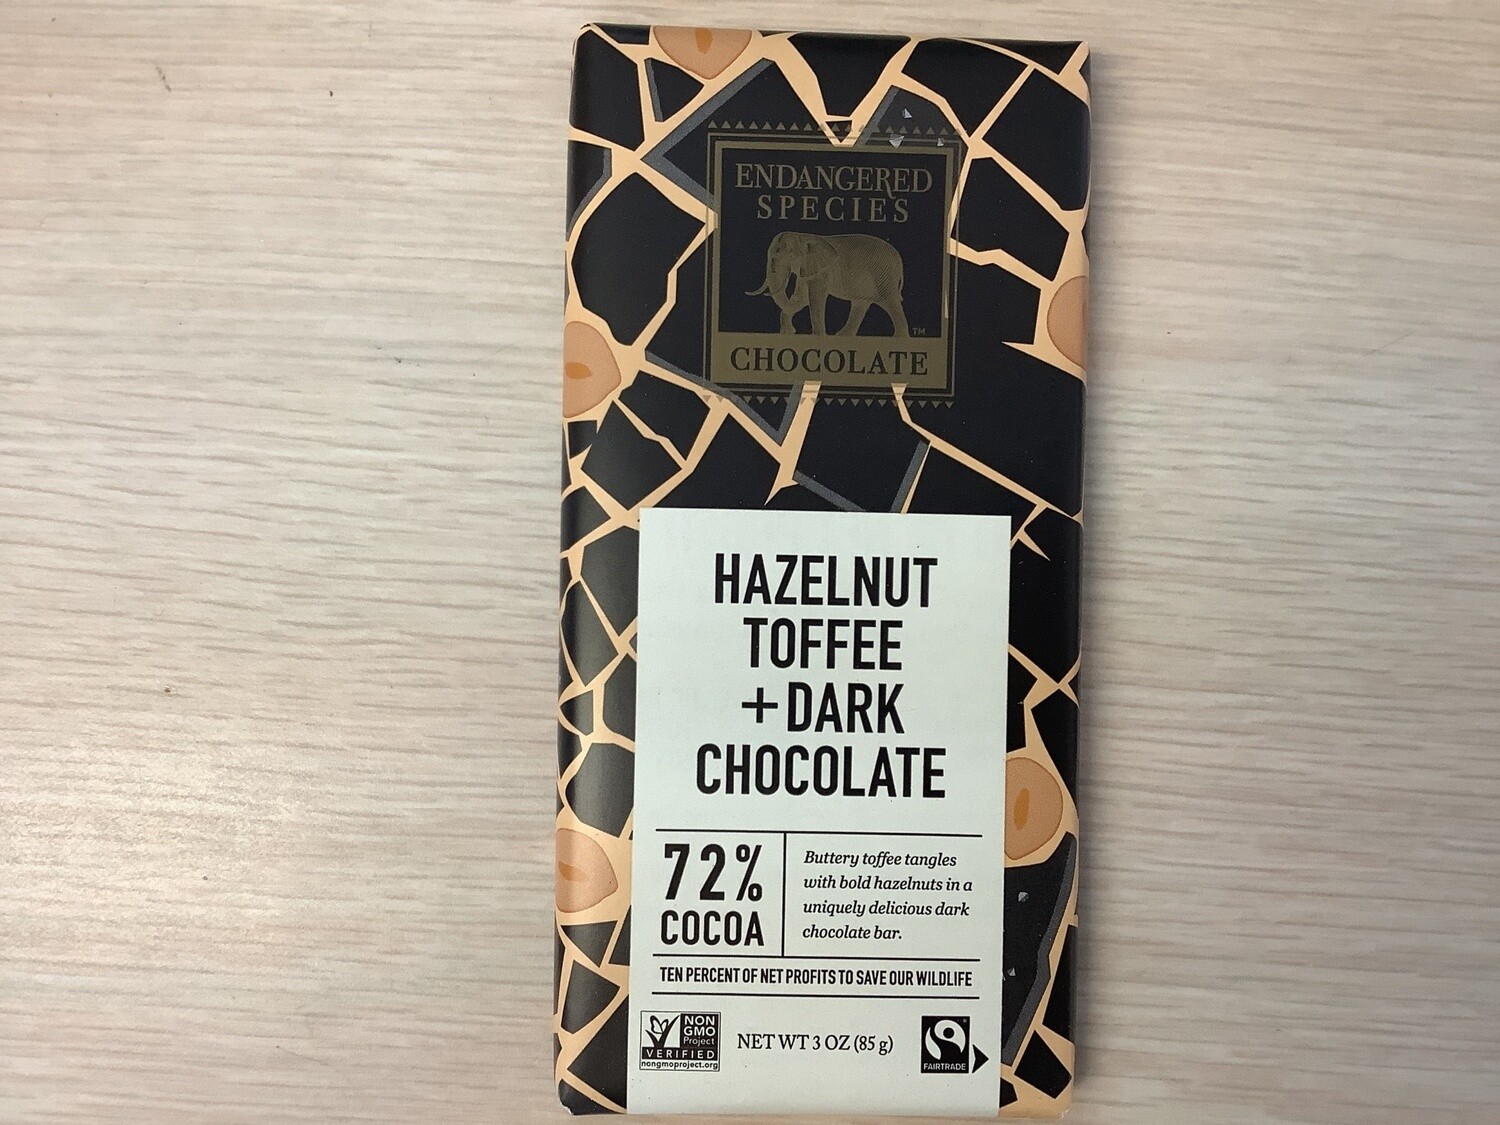 ENDANGERED
SPECIES
TM
CHOCOLATE
HAZELNUT
TOFFEE
+DARK
CHOCOLATE
72%
COCOA
Buttery toffee tangles
with bold hazelnuts in a
uniquely delicious dark
chocolate bar.
TEN PERCENT OF NET PROFITS TO SAVE OUR WILDLIFE
NON
GMO
Project
VERIFIED
nongmoproject.org
NET WT 3 OZ (85 g)
FAIRTRADE